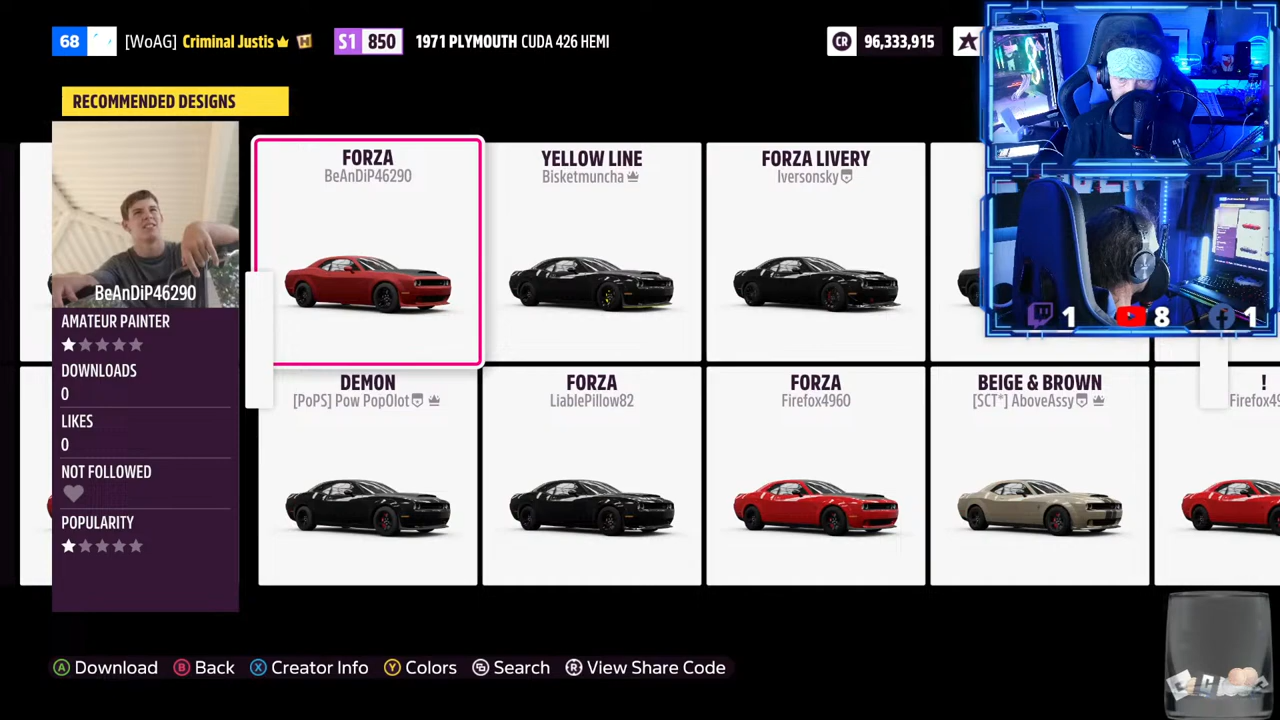 68 [WoAG] Criminal Justis H S1 850 1971 PLYMOUTH CUDA 426 HEMI CR 96,333,915
RECOMMENDED DESIGNS
BeAnDiP46290
AMATEUR PAINTER
DOWNLOADS
0
LIKES
0
NOT FOLLOWED
POPULARITY
FORZA
BeAnDiP46290
YELLOW LINE
Bisketmuncha
FORZA LIVERY
Iversonsky
DEMON
[PoPS] Pow PopOlot
FORZA
LiablePillow82
FORZA
Firefox4960
BEIGE & BROWN
[SCT*] AboveAssy
!
1 8 1
A Download B Back X Creator Info Y Colors Search R View Share Code